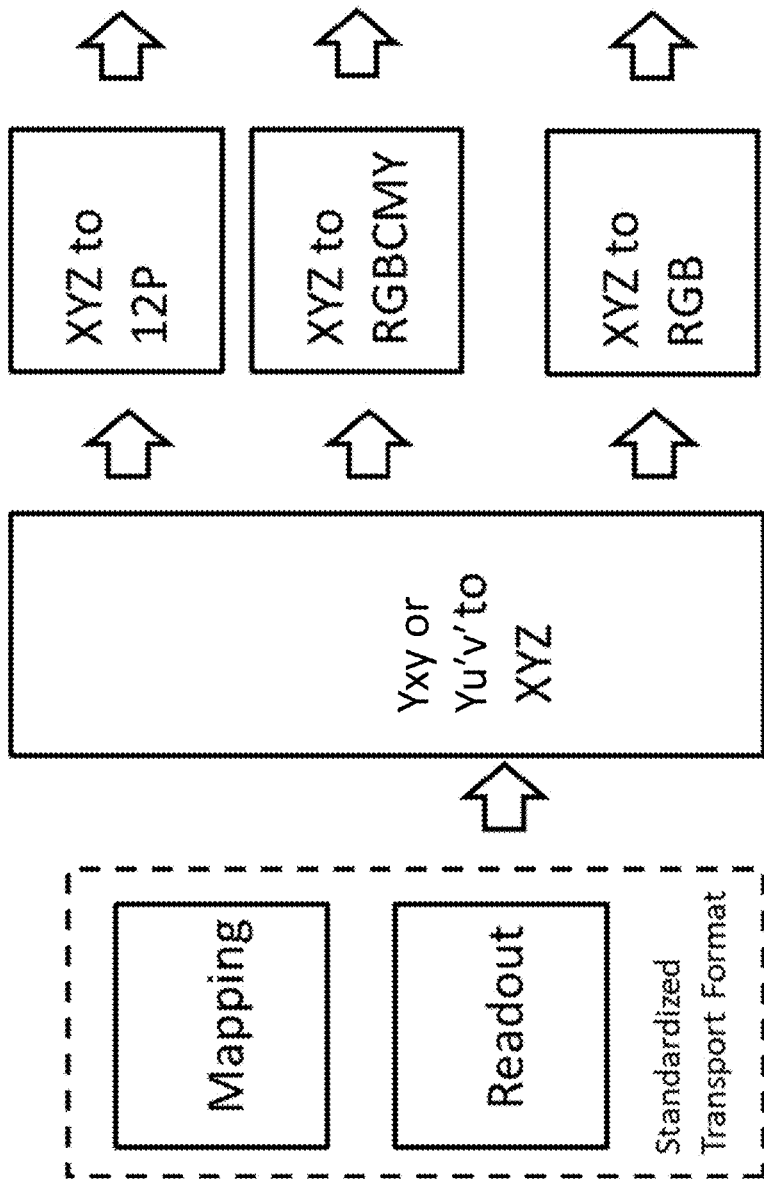 Mapping
Readout
Standardized
Transport Format
Yxy or
Yu'v' to
XYZ
XYZ to
12P
XYZ to
RGBCMY
XYZ to
RGB